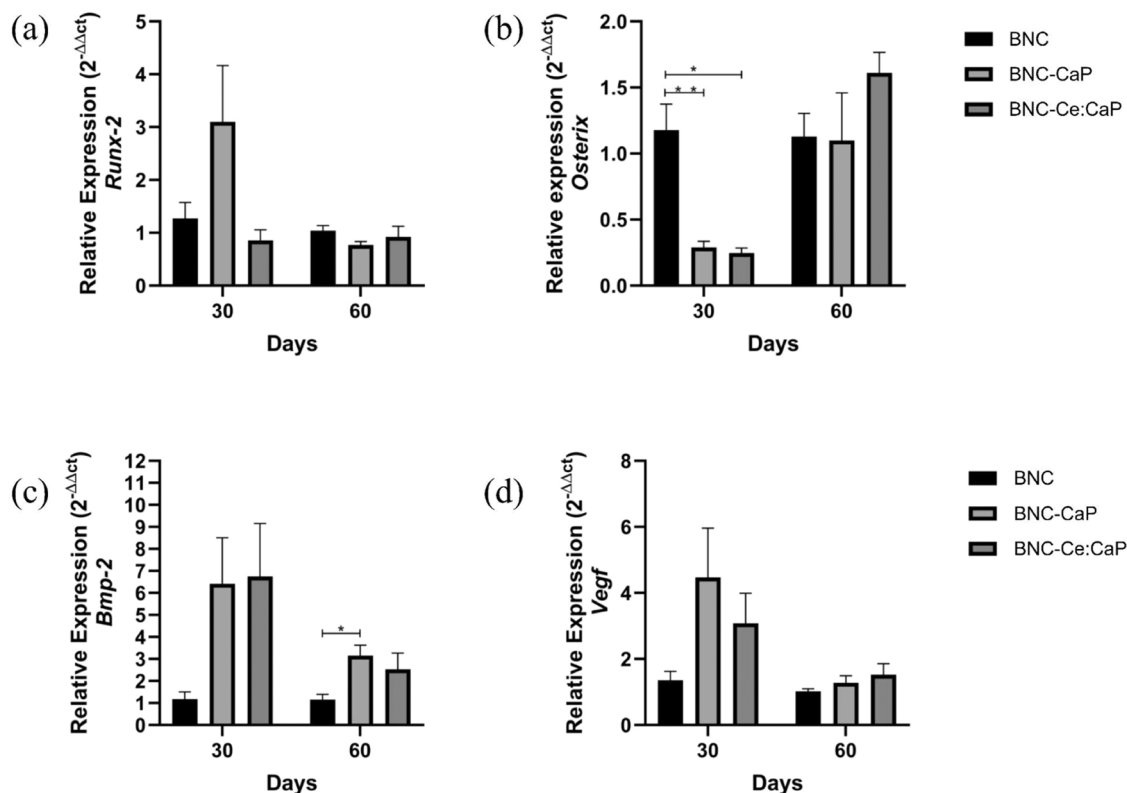 (a)
Relative Expression (2^-ΔΔct)
Runx-2
5
4
3
2
1
0
30
60
Days
(b)
Relative expression (2^-ΔΔct)
Osterix
2.0
1.5
1.0
0.5
0.0
*
* *
30
60
Days
BNC
BNC-CaP
BNC-Ce:CaP
(c)
Relative Expression (2^-ΔΔct)
Bmp-2
12
11
10
9
8
7
6
5
4
3
2
1
0
*
30
60
Days
(d)
Relative Expression (2^-ΔΔct)
Vegf
8
6
4
2
0
30
60
Days
BNC
BNC-CaP
BNC-Ce:CaP